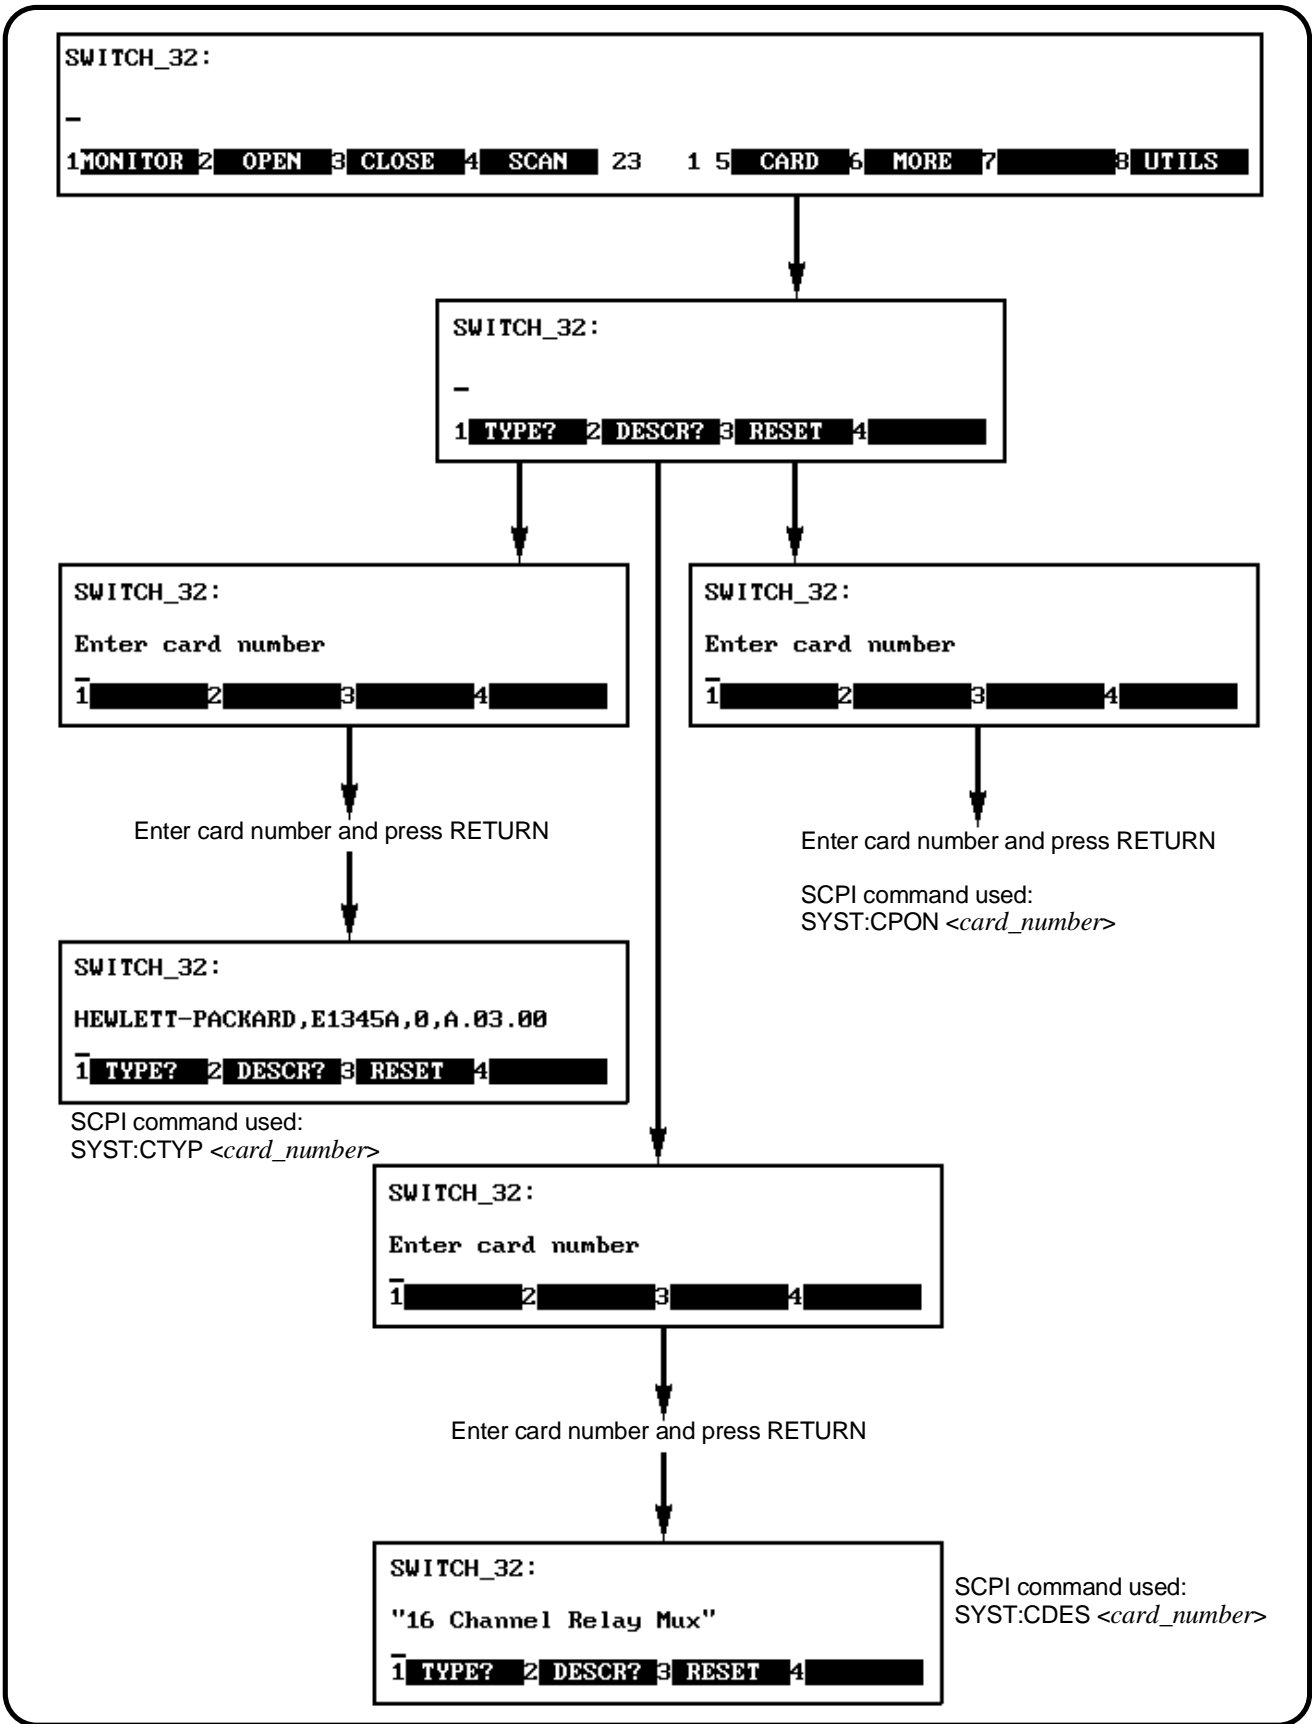 SWITCH_32:
_
1 MONITOR 2 OPEN 3 CLOSE 4 SCAN 23 1 5 CARD 6 MORE 7 8 UTILS
SWITCH_32:
_
1 TYPE? 2 DESCR? 3 RESET 4
SWITCH_32:
Enter card number
1 2 3 4
SWITCH_32:
Enter card number
1 2 3 4
Enter card number and press RETURN
Enter card number and press RETURN
SCPI command used:
SYST:CPON <card_number>
SWITCH_32:
HEWLETT-PACKARD,E1345A,0,A.03.00
1 TYPE? 2 DESCR? 3 RESET 4
SCPI command used:
SYST:CTYP <card_number>
SWITCH_32:
Enter card number
1 2 3 4
Enter card number and press RETURN
SWITCH_32:
"16 Channel Relay Mux"
1 TYPE? 2 DESCR? 3 RESET 4
SCPI command used:
SYST:CDES <card_number>